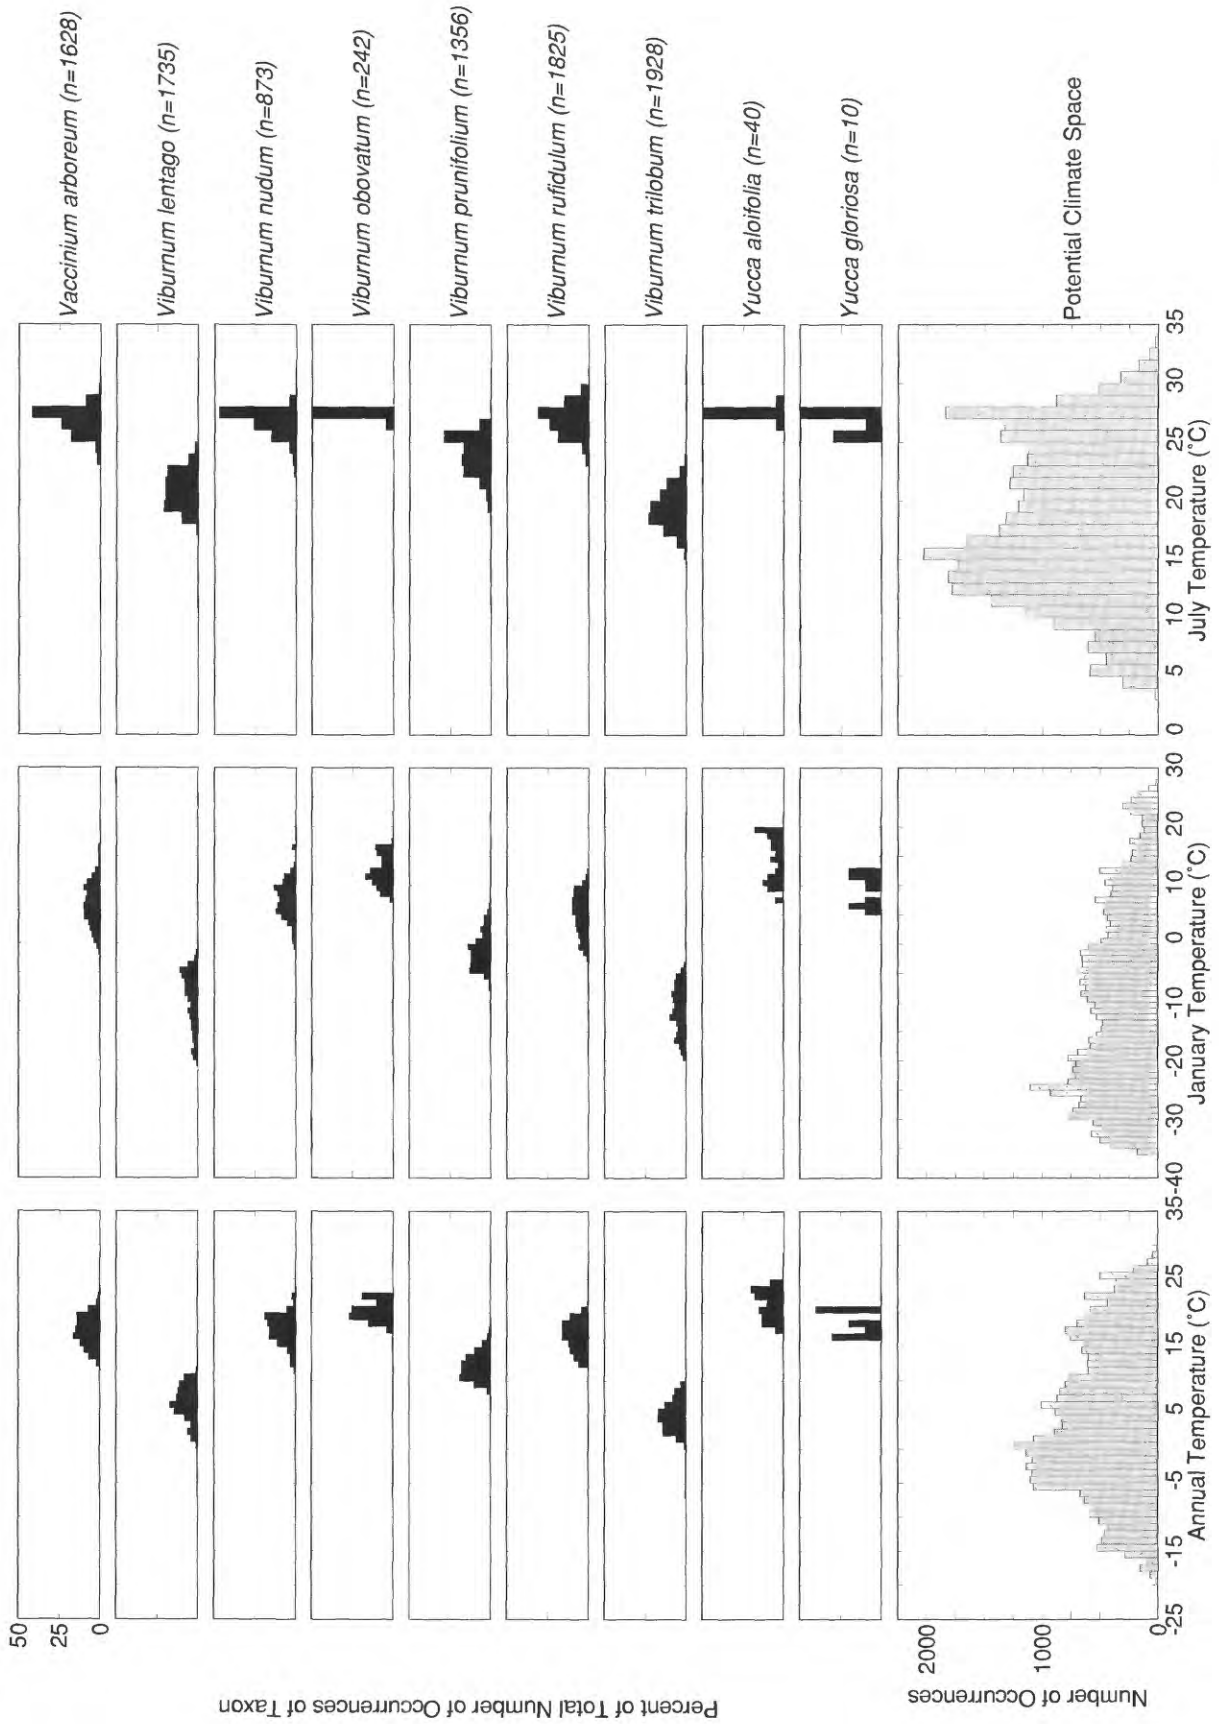 50
25
0
Vaccinium arboreum (n=1628)
Viburnum lentago (n=1735)
Viburnum nudum (n=873)
Viburnum obovatum (n=242)
Viburnum prunifolium (n=1356)
Viburnum rufidulum (n=1825)
Viburnum trilobum (n=1928)
Yucca aloifolia (n=40)
Yucca gloriosa (n=10)
Potential Climate Space
Percent of Total Number of Occurrences of Taxon
Number of Occurrences
2000
1000
0
-25 -15 -5 5 15 25 35
Annual Temperature (°C)
-40 -30 -20 -10 0 10 20 30
January Temperature (°C)
0 5 10 15 20 25 30 35
July Temperature (°C)